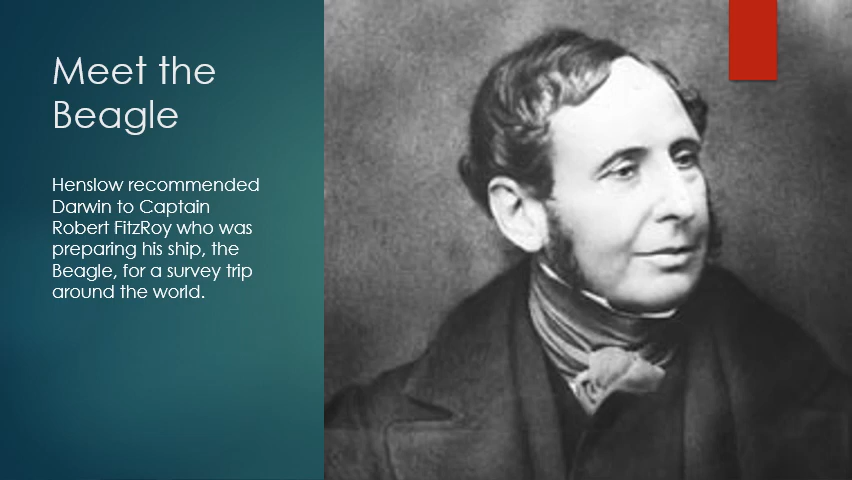 Meet the
Beagle
Henslow recommended
Darwin to Captain
Robert FitzRoy who was
preparing his ship, the
Beagle, for a survey trip
around the world.